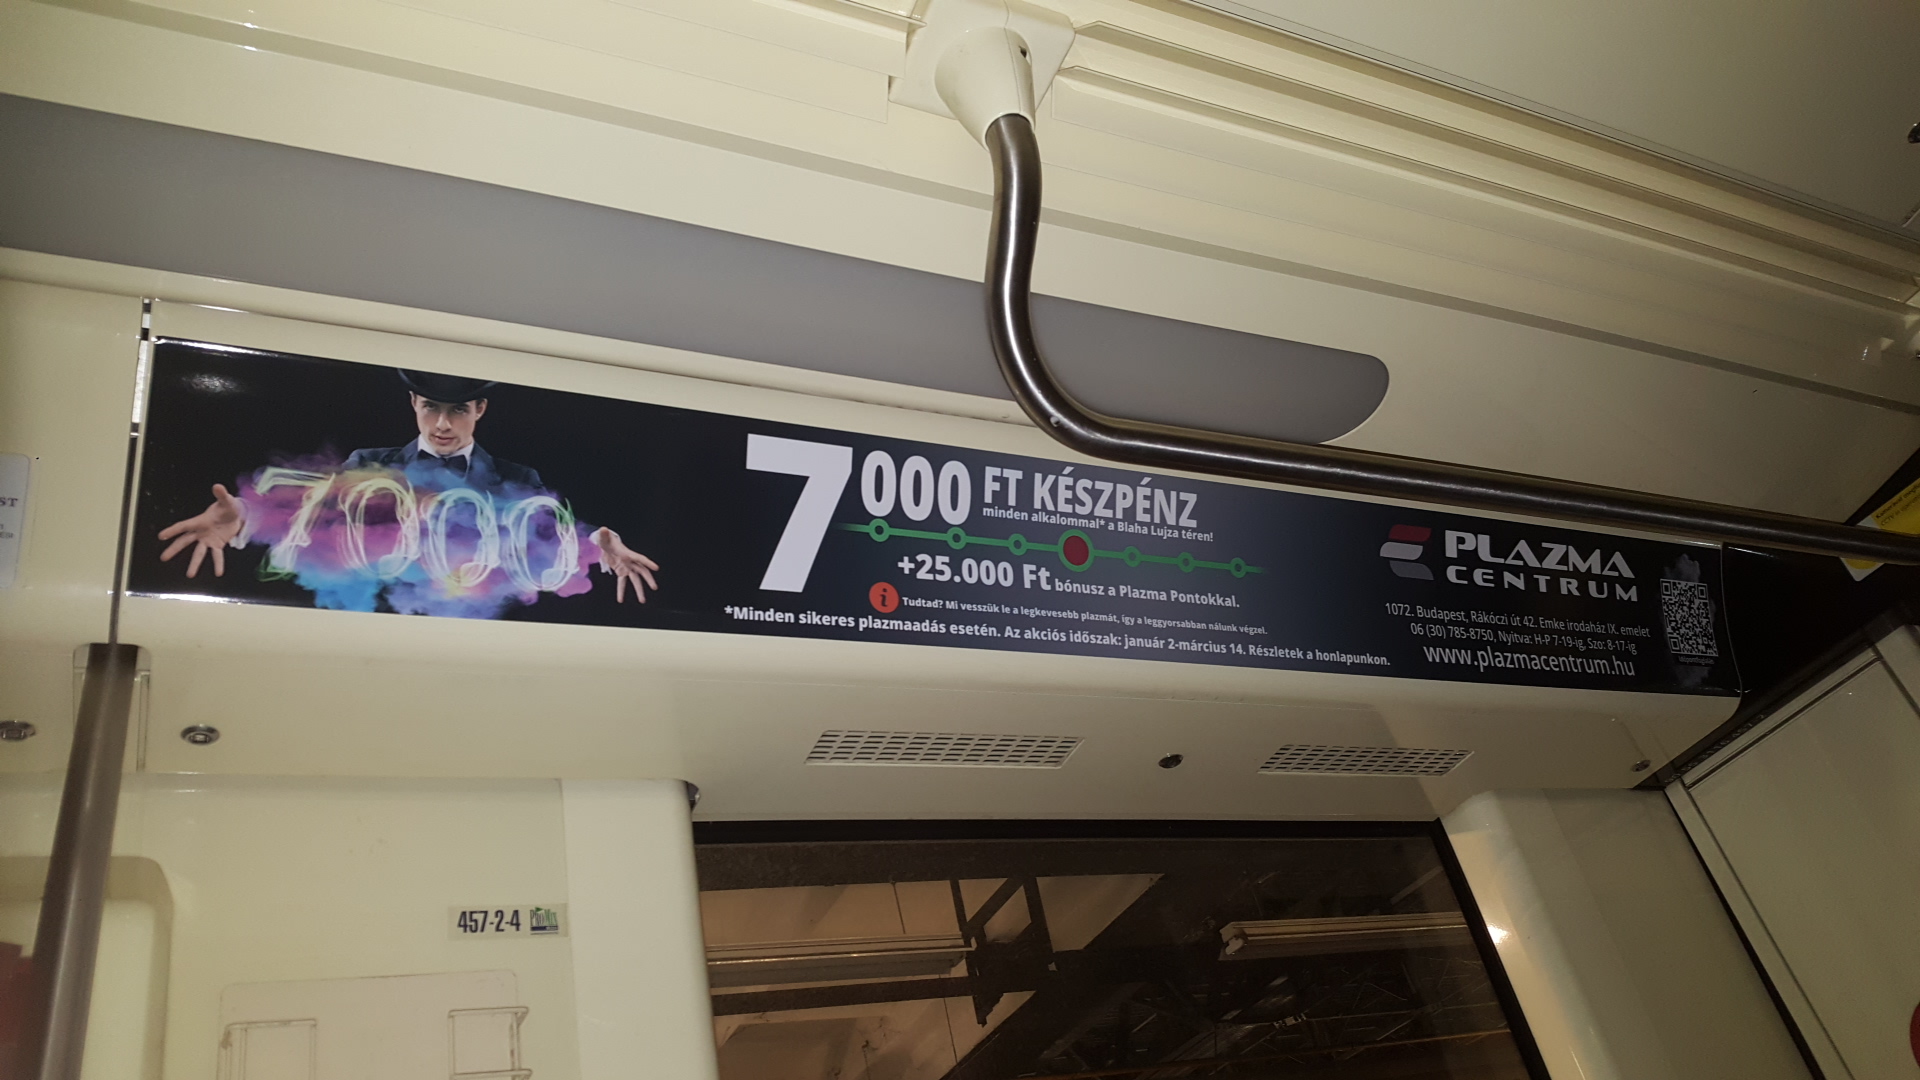 7000
7000 FT KÉSZPÉNZ
minden alkalommal* a Blaha Lujza téren!
+25.000 Ft bónusz a Plazma Pontokkal.
i Tudtad? Mi vesszük le a legkevesebb plazmát, így a leggyorsabban nálunk végzel.
*Minden sikeres plazmaadás esetén. Az akciós időszak: január 2-március 14. Részletek a honlapunkon.
PLAZMA
CENTRUM
1072. Budapest, Rákóczi út 42. Emke irodaház IX. emelet
06 (30) 785-8750, Nyitva: H-P 7-19-ig, Szo: 8-17-ig
www.plazmacentrum.hu
457-2-4